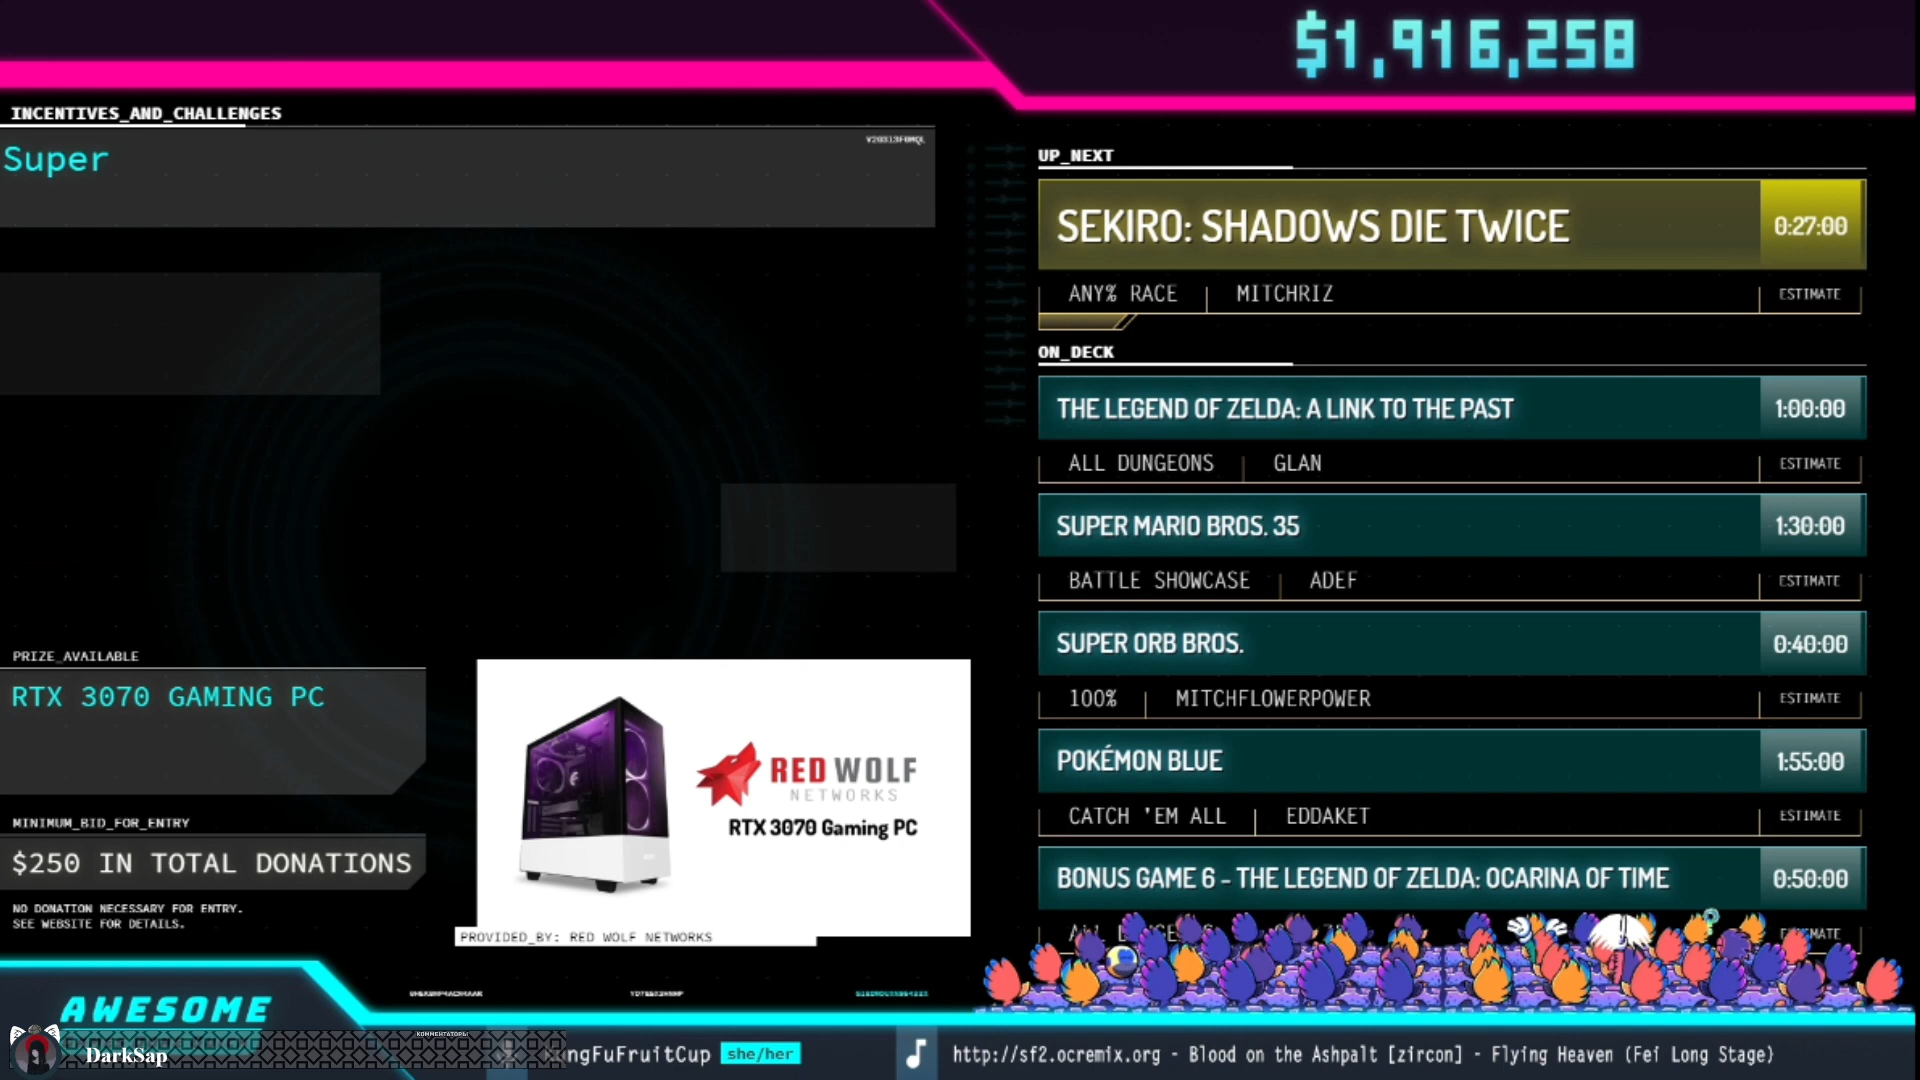 $1,916,258
INCENTIVES_AND_CHALLENGES
Super
UP_NEXT
SEKIRO: SHADOWS DIE TWICE
0:27:00
ANY% RACE
MITCHRIZ
ESTIMATE
ON_DECK
THE LEGEND OF ZELDA: A LINK TO THE PAST
1:00:00
ALL DUNGEONS
GLAN
ESTIMATE
SUPER MARIO BROS. 35
1:30:00
BATTLE SHOWCASE
ADEF
ESTIMATE
SUPER ORB BROS.
0:40:00
100%
MITCHFLOWERPOWER
ESTIMATE
POKÉMON BLUE
1:55:00
CATCH 'EM ALL
EDDAKET
ESTIMATE
BONUS GAME 6 - THE LEGEND OF ZELDA: OCARINA OF TIME
0:50:00
PRIZE_AVAILABLE
RTX 3070 GAMING PC
MINIMUM_BID_FOR_ENTRY
$250 IN TOTAL DONATIONS
NO DONATION NECESSARY FOR ENTRY.
SEE WEBSITE FOR DETAILS.
RED WOLF
NETWORKS
RTX 3070 Gaming PC
PROVIDED_BY: RED WOLF NETWORKS
AWESOME
КОММЕНТАТОРЫ
DarkSap
ngFuFruitCup
she/her
http://sf2.ocremix.org - Blood on the Ashpalt [zircon] - Flying Heaven (Fei Long Stage)